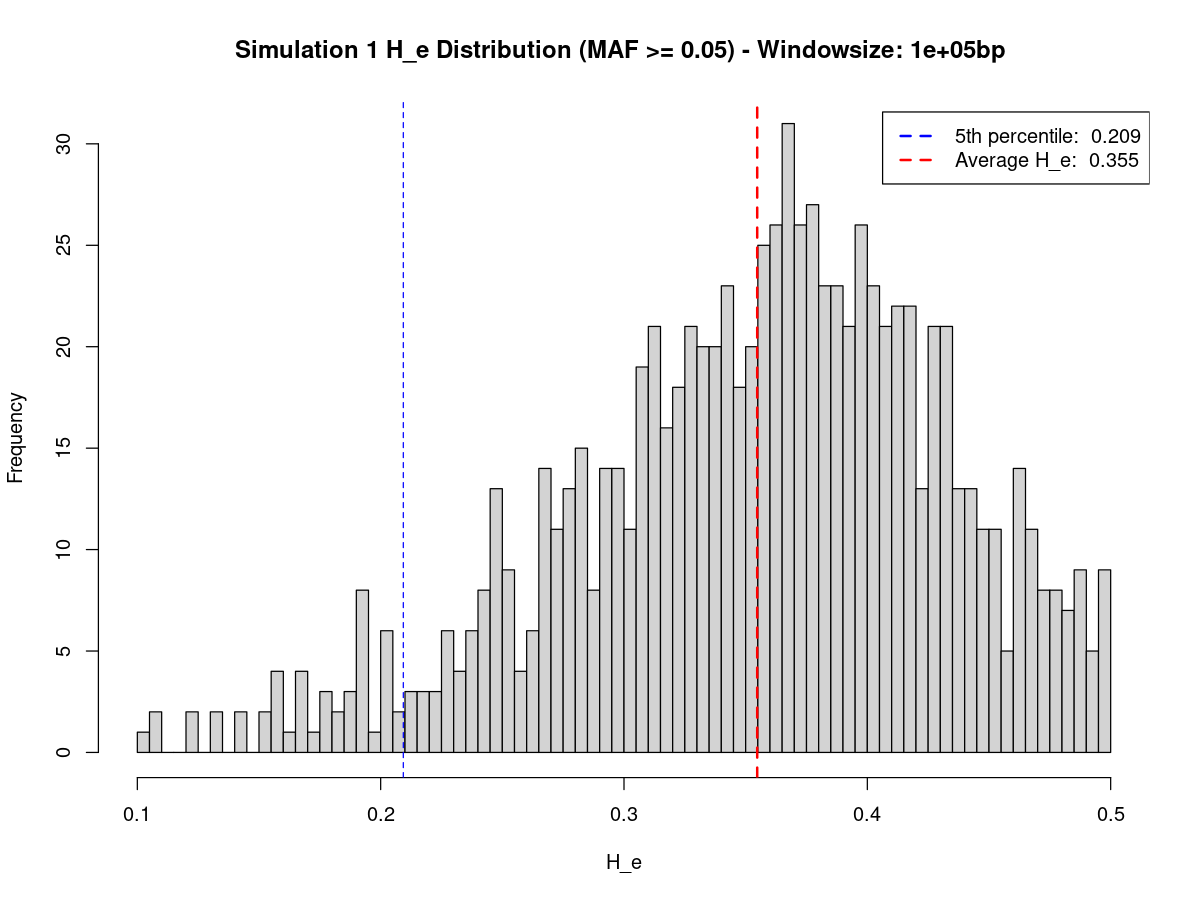 Simulation 1 H_e Distribution (MAF >= 0.05) - Windowsize: 1e+05bp
5th percentile: 0.209
Average H_e: 0.355
Frequency
30
25
20
15
10
5
0
0.1 0.2 0.3 0.4 0.5
H_e